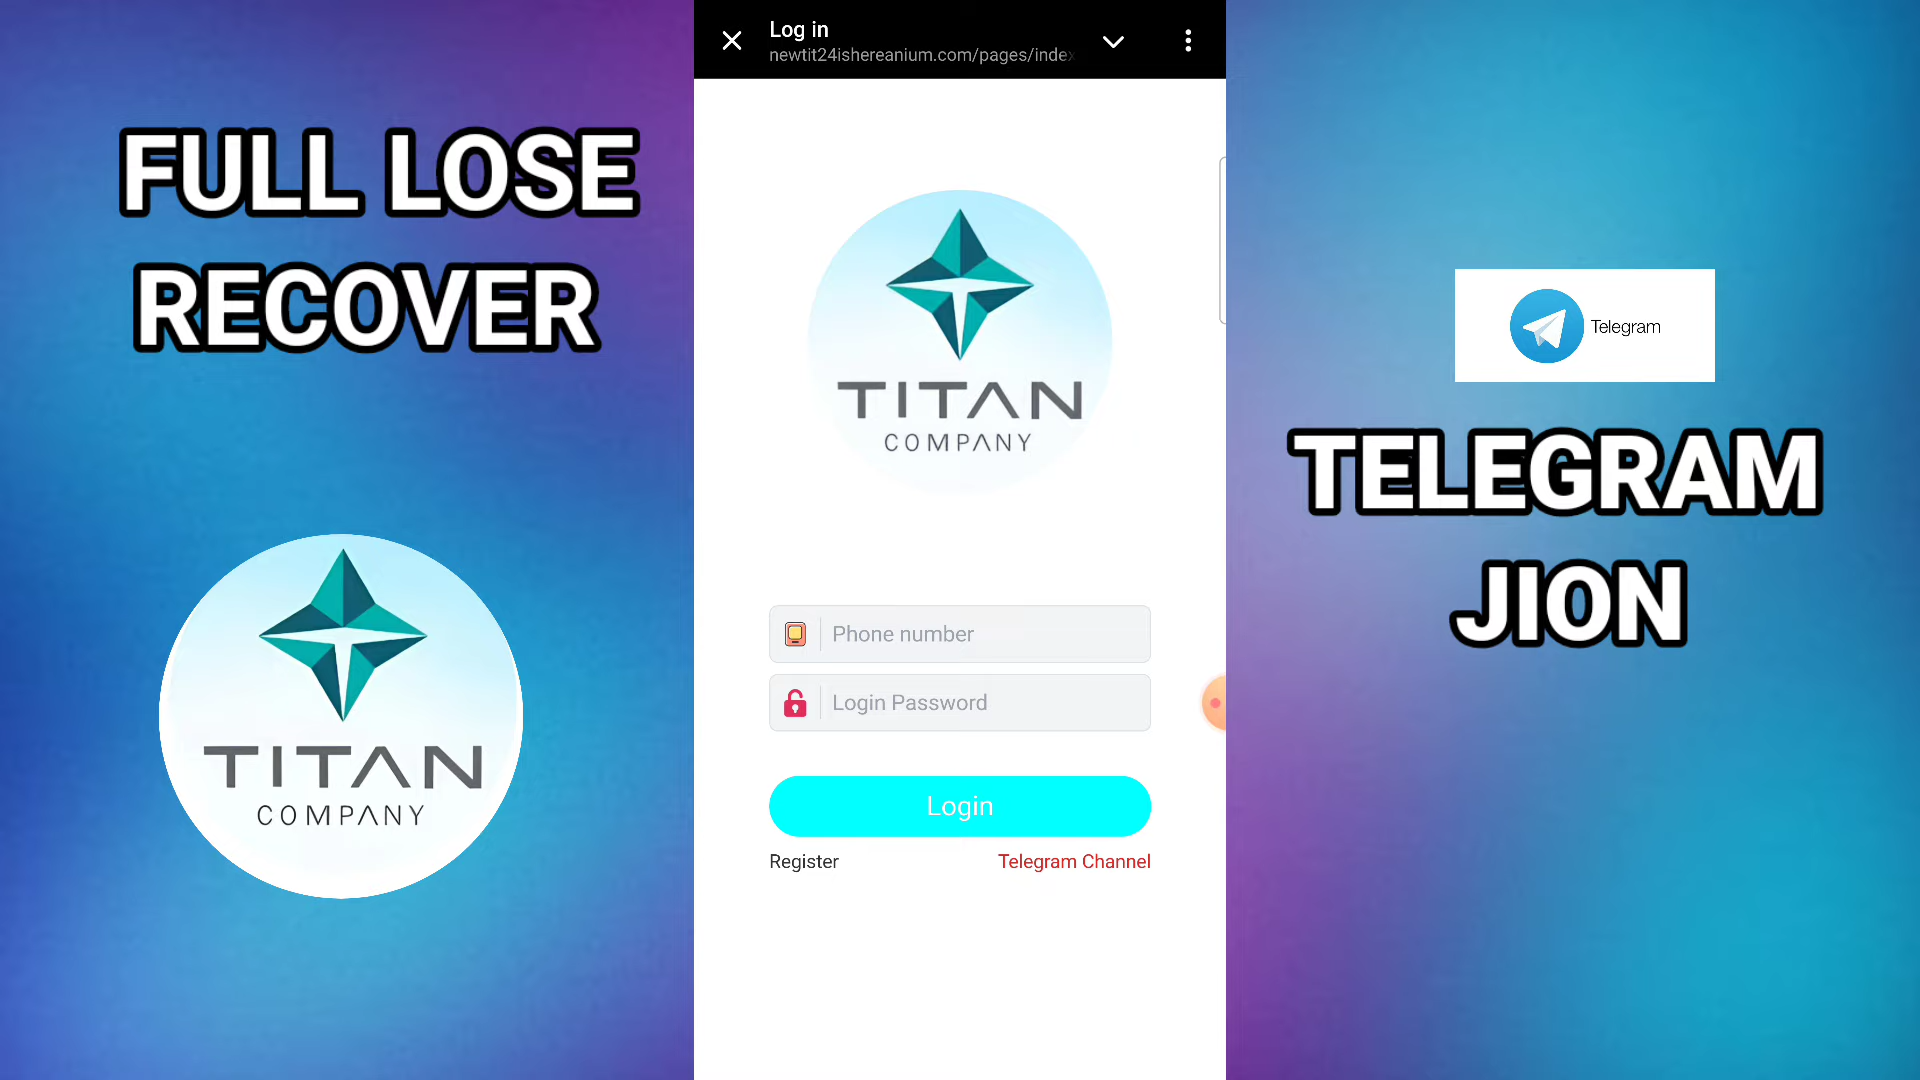 FULL LOSE
RECOVER
TITAN
COMPANY
Log in
newtit24ishereanium.com/pages/index
TITAN
COMPANY
Phone number
Login Password
Login
Register
Telegram Channel
Telegram
TELEGRAM
JION